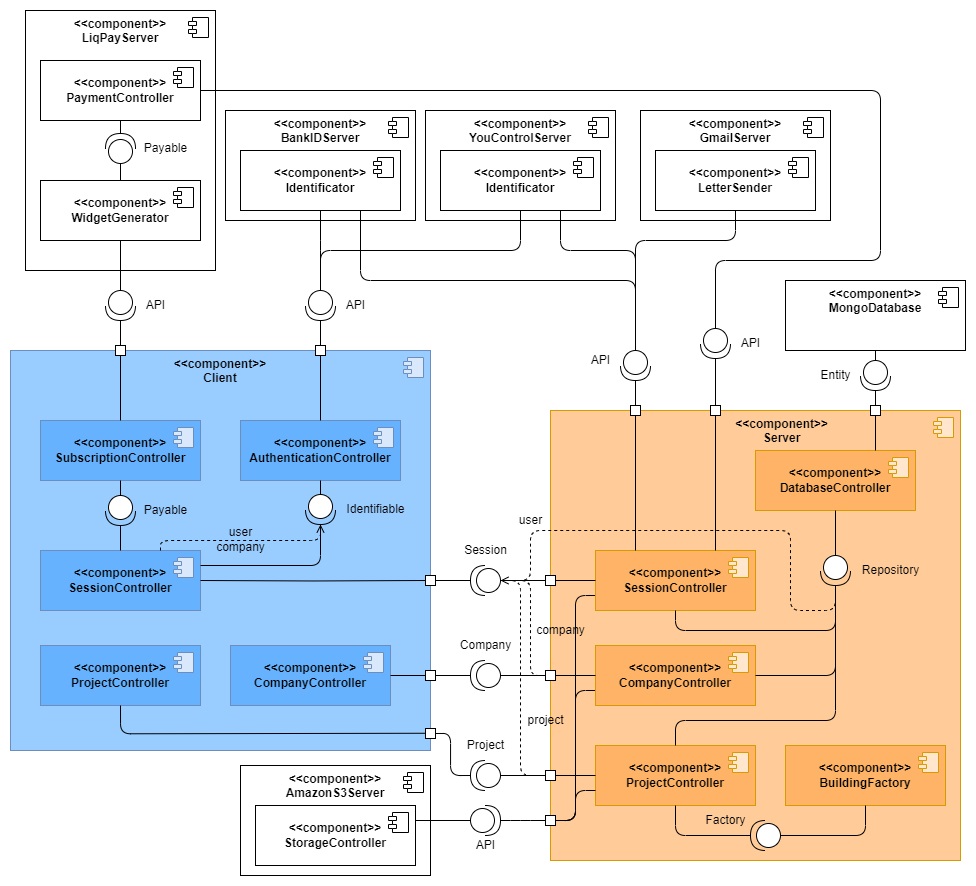 <<component>>
LiqPayServer
<<component>>
PaymentController
Payable
<<component>>
WidgetGenerator
API
<<component>>
BankIDServer
<<component>>
Identificator
<<component>>
YouControlServer
<<component>>
Identificator
<<component>>
GmailServer
<<component>>
LetterSender
API
<<component>>
MongoDatabase
API
API
Entity
<<component>>
Client
<<component>>
SubscriptionController
<<component>>
AuthenticationController
Payable
Identifiable
user
company
<<component>>
SessionController
<<component>>
ProjectController
<<component>>
CompanyController
Session
Company
Project
user
company
project
<<component>>
Server
<<component>>
DatabaseController
Repository
<<component>>
SessionController
<<component>>
CompanyController
<<component>>
ProjectController
<<component>>
BuildingFactory
Factory
<<component>>
AmazonS3Server
<<component>>
StorageController
API